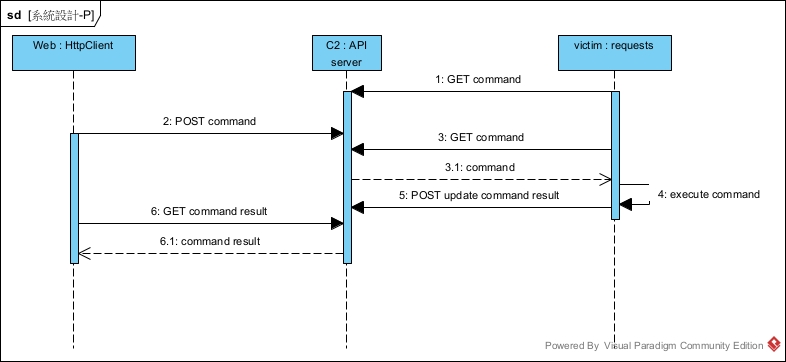 sd [系統設計-P]
Web : HttpClient
C2 : API
server
victim : requests
1: GET command
2: POST command
3: GET command
3.1: command
4: execute command
5: POST update command result
6: GET command result
6.1: command result
Powered By Visual Paradigm Community Edition